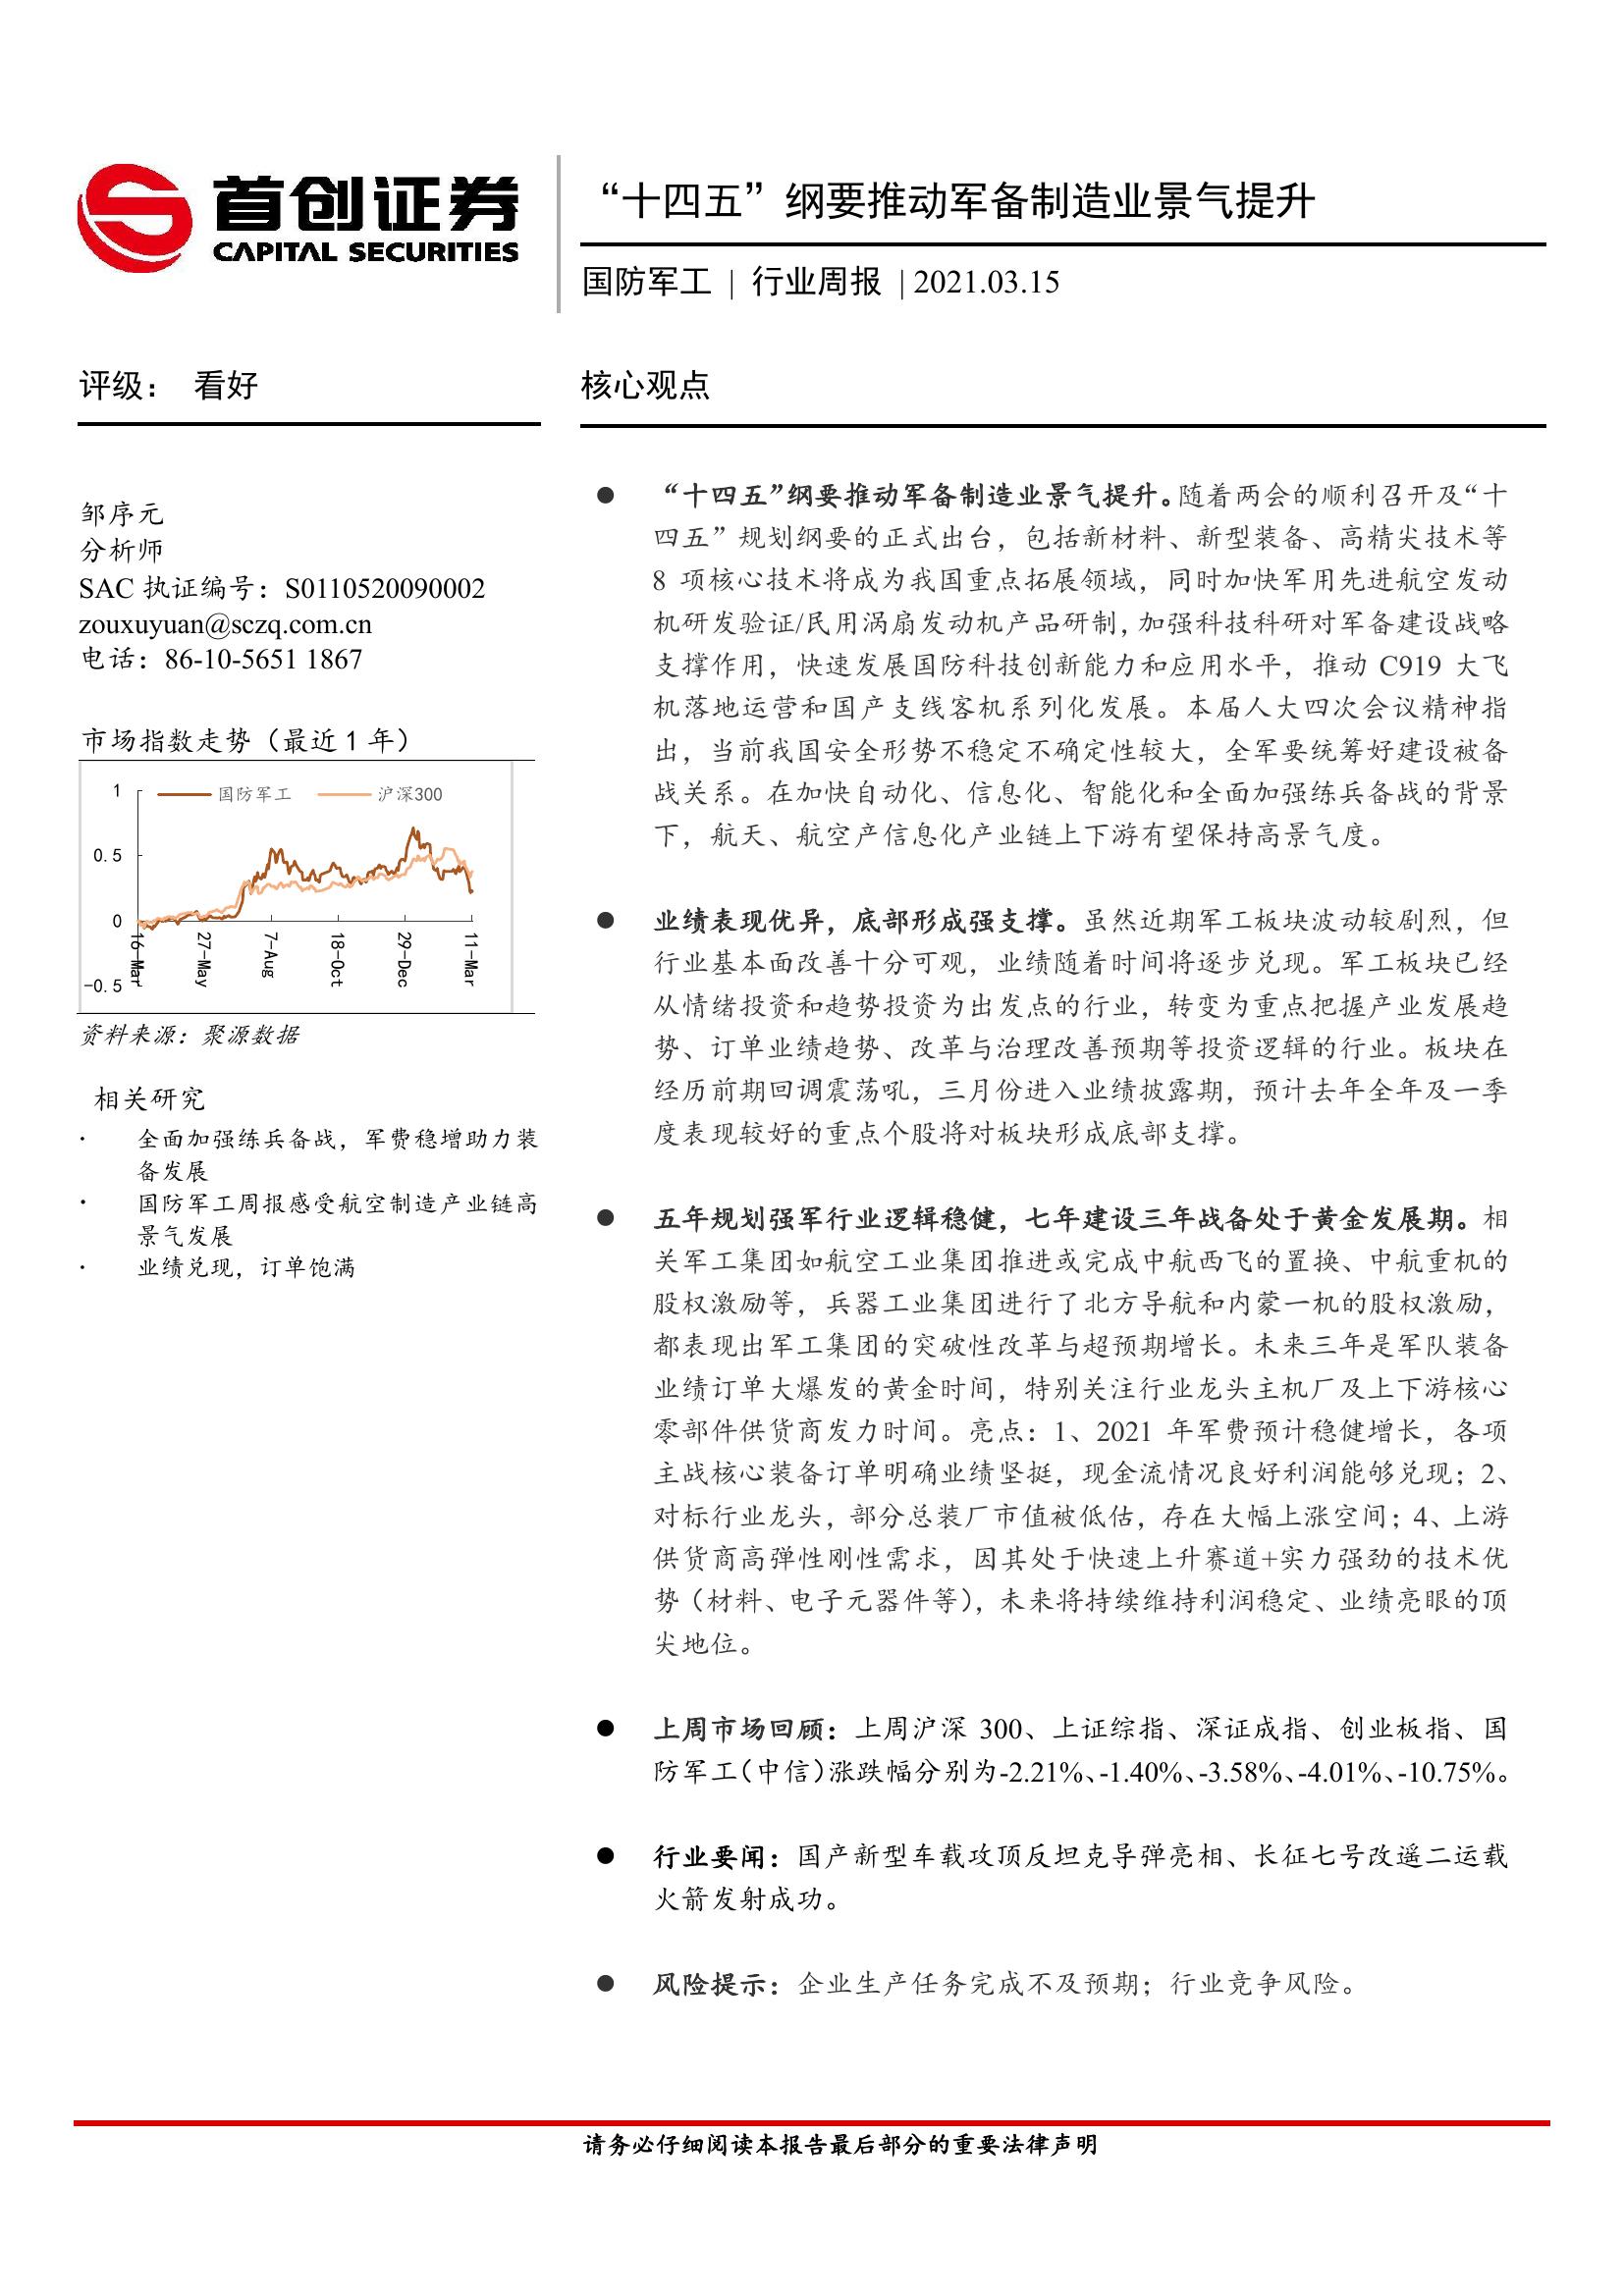 首创证券
CAPITAL SECURITIES
“十四五”纲要推动军备制造业景气提升
国防军工 | 行业周报 | 2021.03.15
评级： 看好
邹序元
分析师
SAC 执证编号：S0110520090002
zouxuyuan@sczq.com.cn
电话：86-10-5651 1867
市场指数走势（最近 1 年）
国防军工 沪深300
1
0.5
0
-0.5
16-Mar
27-May
7-Aug
18-Oct
29-Dec
11-Mar
资料来源：聚源数据
相关研究
· 全面加强练兵备战，军费稳增助力装
备发展
· 国防军工周报感受航空制造产业链高
景气发展
· 业绩兑现，订单饱满
核心观点
● “十四五”纲要推动军备制造业景气提升。随着两会的顺利召开及“十
四五”规划纲要的正式出台，包括新材料、新型装备、高精尖技术等
8 项核心技术将成为我国重点拓展领域，同时加快军用先进航空发动
机研发验证/民用涡扇发动机产品研制，加强科技科研对军备建设战略
支撑作用，快速发展国防科技创新能力和应用水平，推动 C919 大飞
机落地运营和国产支线客机系列化发展。本届人大四次会议精神指
出，当前我国安全形势不稳定不确定性较大，全军要统筹好建设被备
战关系。在加快自动化、信息化、智能化和全面加强练兵备战的背景
下，航天、航空产信息化产业链上下游有望保持高景气度。
● 业绩表现优异，底部形成强支撑。虽然近期军工板块波动较剧烈，但
行业基本面改善十分可观，业绩随着时间将逐步兑现。军工板块已经
从情绪投资和趋势投资为出发点的行业，转变为重点把握产业发展趋
势、订单业绩趋势、改革与治理改善预期等投资逻辑的行业。板块在
经历前期回调震荡吼，三月份进入业绩披露期，预计去年全年及一季
度表现较好的重点个股将对板块形成底部支撑。
● 五年规划强军行业逻辑稳健，七年建设三年战备处于黄金发展期。相
关军工集团如航空工业集团推进或完成中航西飞的置换、中航重机的
股权激励等，兵器工业集团进行了北方导航和内蒙一机的股权激励，
都表现出军工集团的突破性改革与超预期增长。未来三年是军队装备
业绩订单大爆发的黄金时间，特别关注行业龙头主机厂及上下游核心
零部件供货商发力时间。亮点：1、2021 年军费预计稳健增长，各项
主战核心装备订单明确业绩坚挺，现金流情况良好利润能够兑现；2、
对标行业龙头，部分总装厂市值被低估，存在大幅上涨空间；4、上游
供货商高弹性刚性需求，因其处于快速上升赛道+实力强劲的技术优
势（材料、电子元器件等），未来将持续维持利润稳定、业绩亮眼的顶
尖地位。
● 上周市场回顾：上周沪深 300、上证综指、深证成指、创业板指、国
防军工（中信）涨跌幅分别为-2.21%、-1.40%、-3.58%、-4.01%、-10.75%。
● 行业要闻：国产新型车载攻顶反坦克导弹亮相、长征七号改遥二运载
火箭发射成功。
● 风险提示：企业生产任务完成不及预期；行业竞争风险。
请务必仔细阅读本报告最后部分的重要法律声明